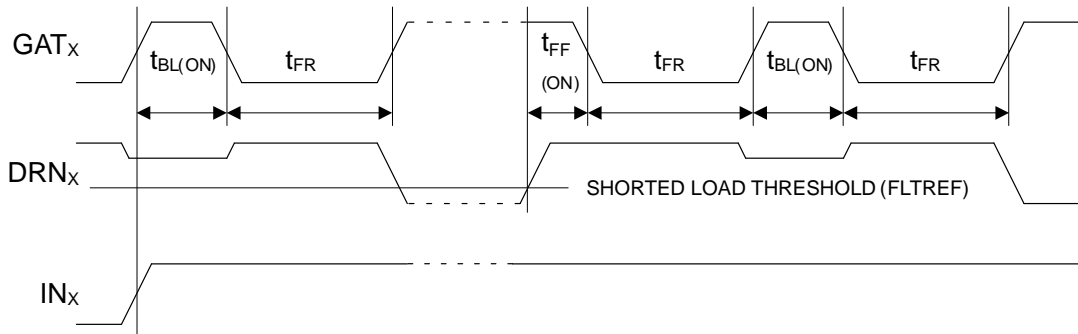 GATX
tBL(ON)
tFR
tFF
(ON)
tFR
tBL(ON)
tFR
DRNX
SHORTED LOAD THRESHOLD (FLTREF)
INX